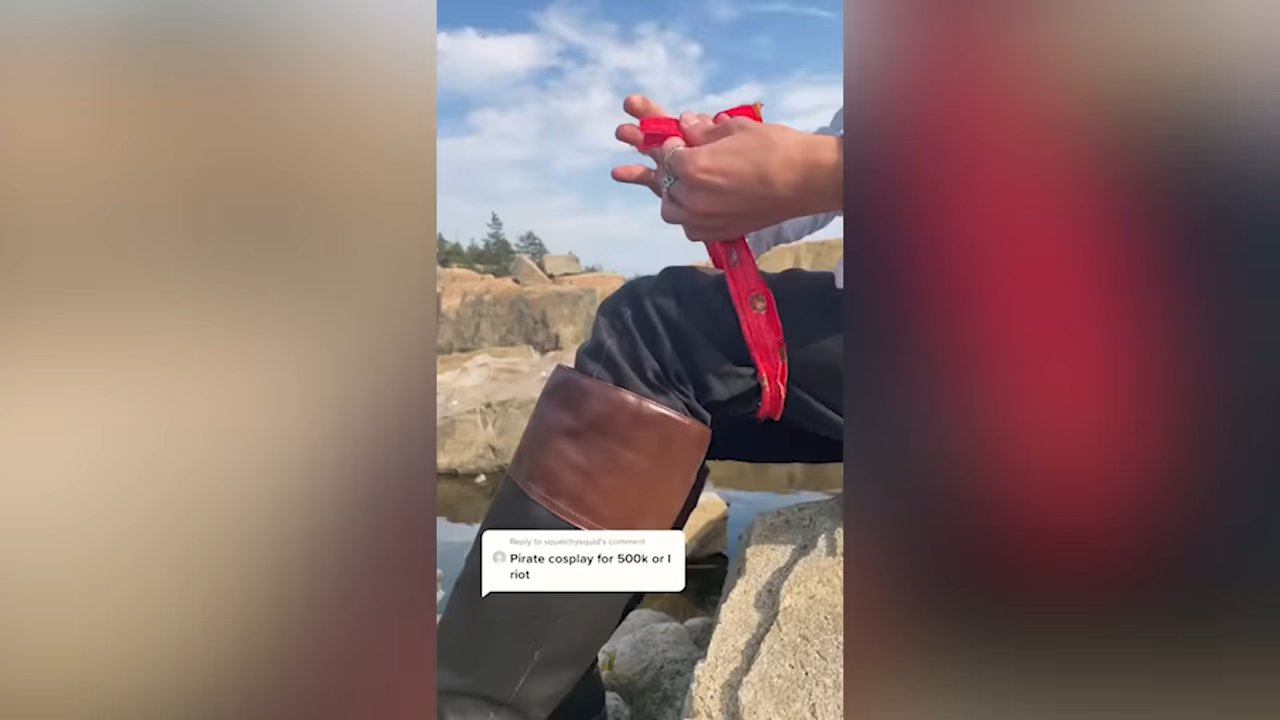 Reply to squelchysquid's comment
Pirate cosplay for 500k or I
riot